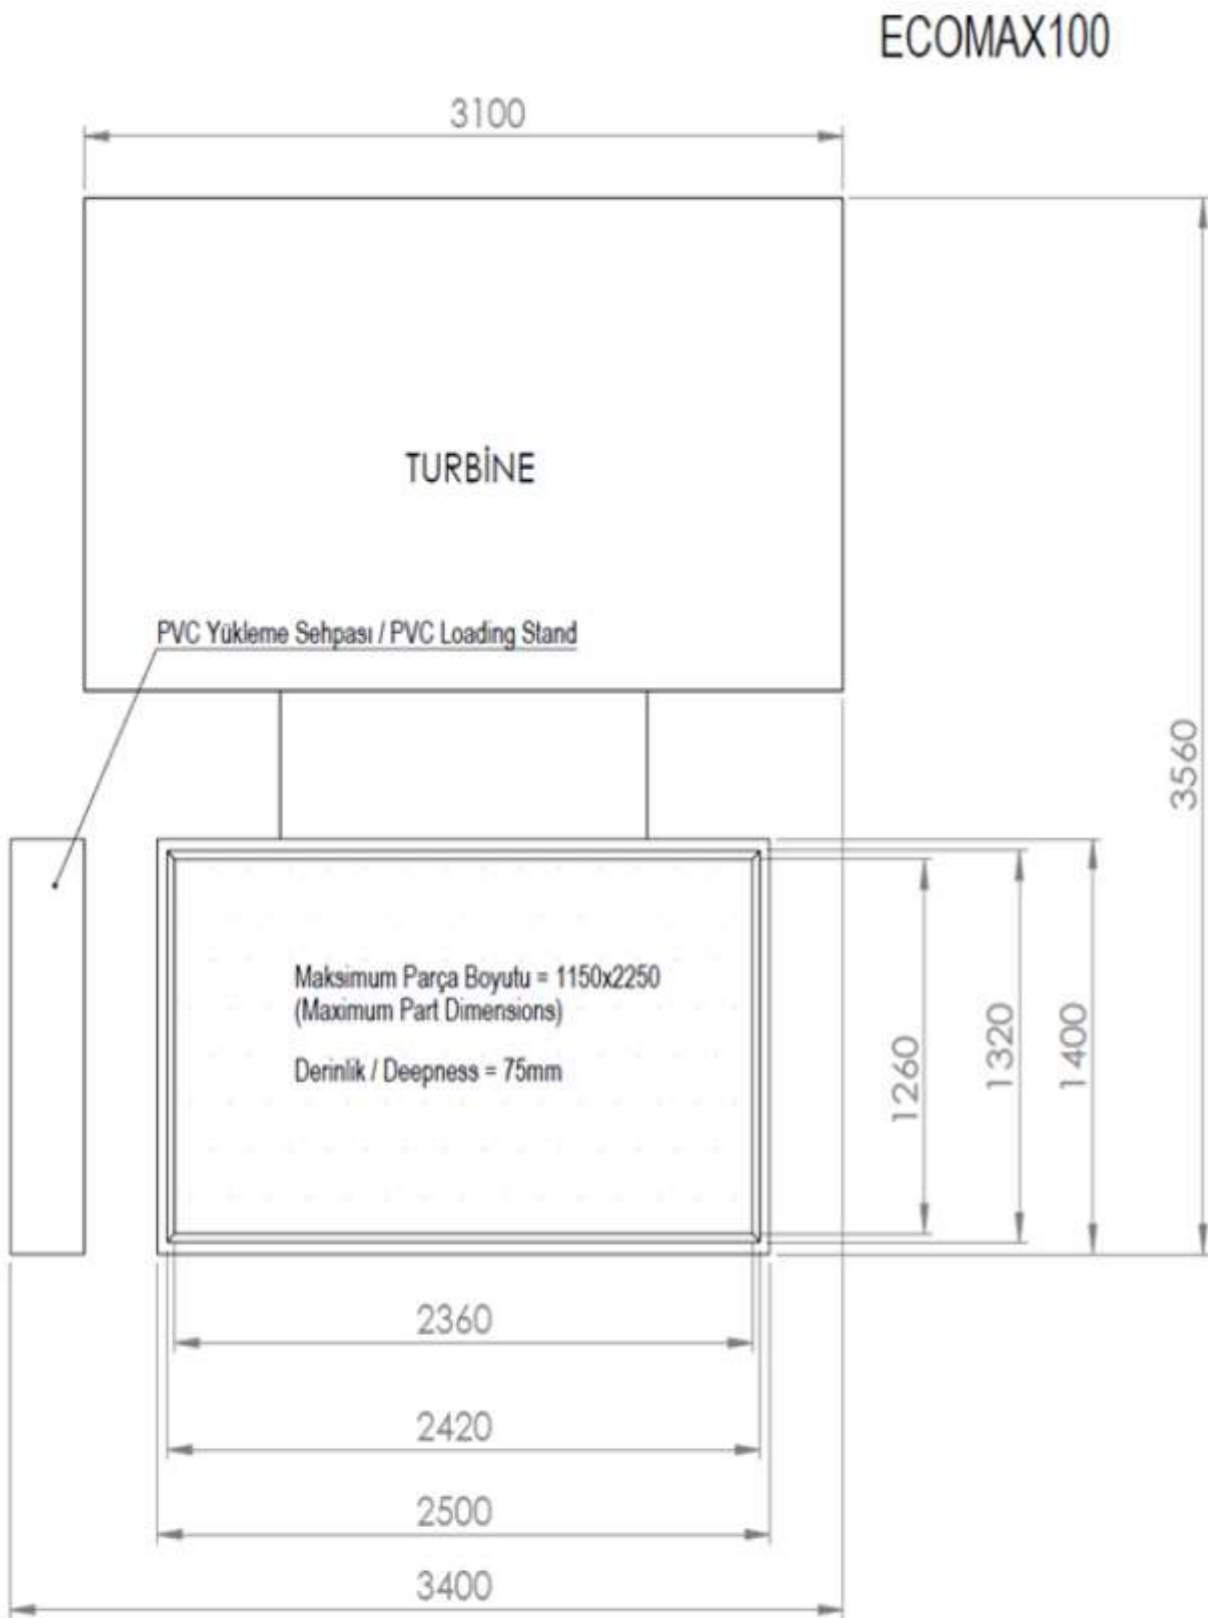 ECOMAX100
3100
TURBİNE
PVC Yükleme Sehpası / PVC Loading Stand
3560
Maksimum Parça Boyutu = 1150x2250
(Maximum Part Dimensions)
Derinlik / Deepness = 75mm
1260
1320
1400
2360
2420
2500
3400